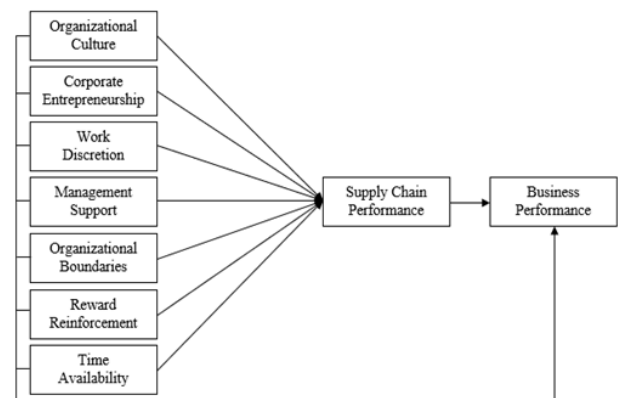 Organizational
Culture
Corporate
Entrepreneurship
Work
Discretion
Management
Support
Organizational
Boundaries
Reward
Reinforcement
Time
Availability
Supply Chain
Performance
Business
Performance